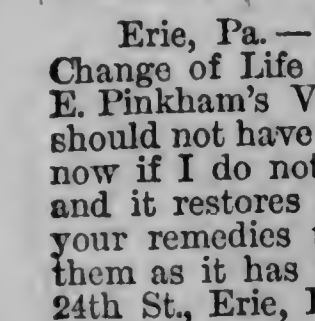 Erie, Pa. —
Change of Life
E. Pinkham's V
should not have
now if I do not
and it restores
your remedies
them as it has
24th St., Erie,